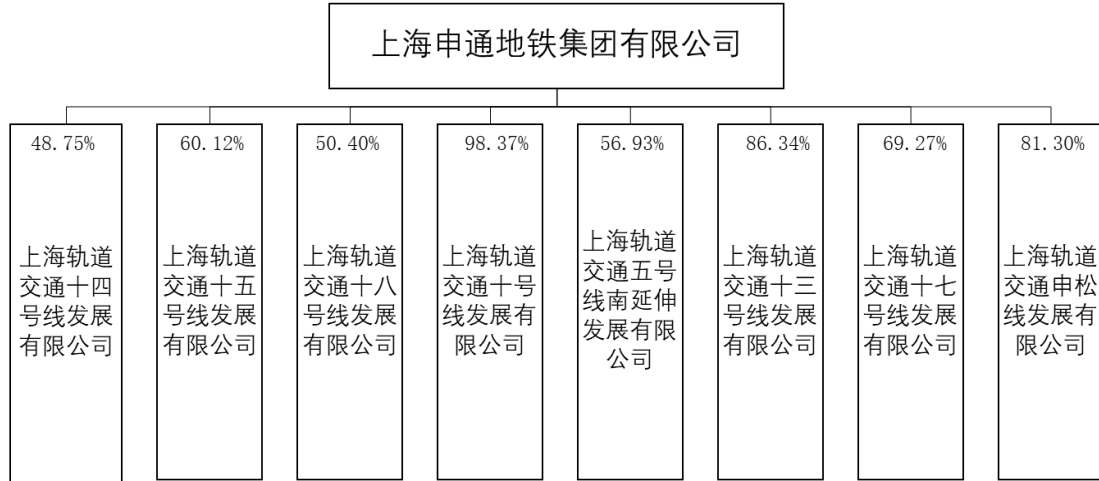 上海申通地铁集团有限公司
48.75%
上海轨道
交通十四
号线发展
有限公司
60.12%
上海轨道
交通十五
号线发展
有限公司
50.40%
上海轨道
交通十八
号线发展
有限公司
98.37%
上海轨道
交通十号
线发展有
限公司
56.93%
上海轨道
交通五号
线南延伸
发展有限
公司
86.34%
上海轨道
交通十三
号线发展
有限公司
69.27%
上海轨道
交通十七
号线发展
有限公司
81.30%
上海轨道
交通申松
线发展有
限公司